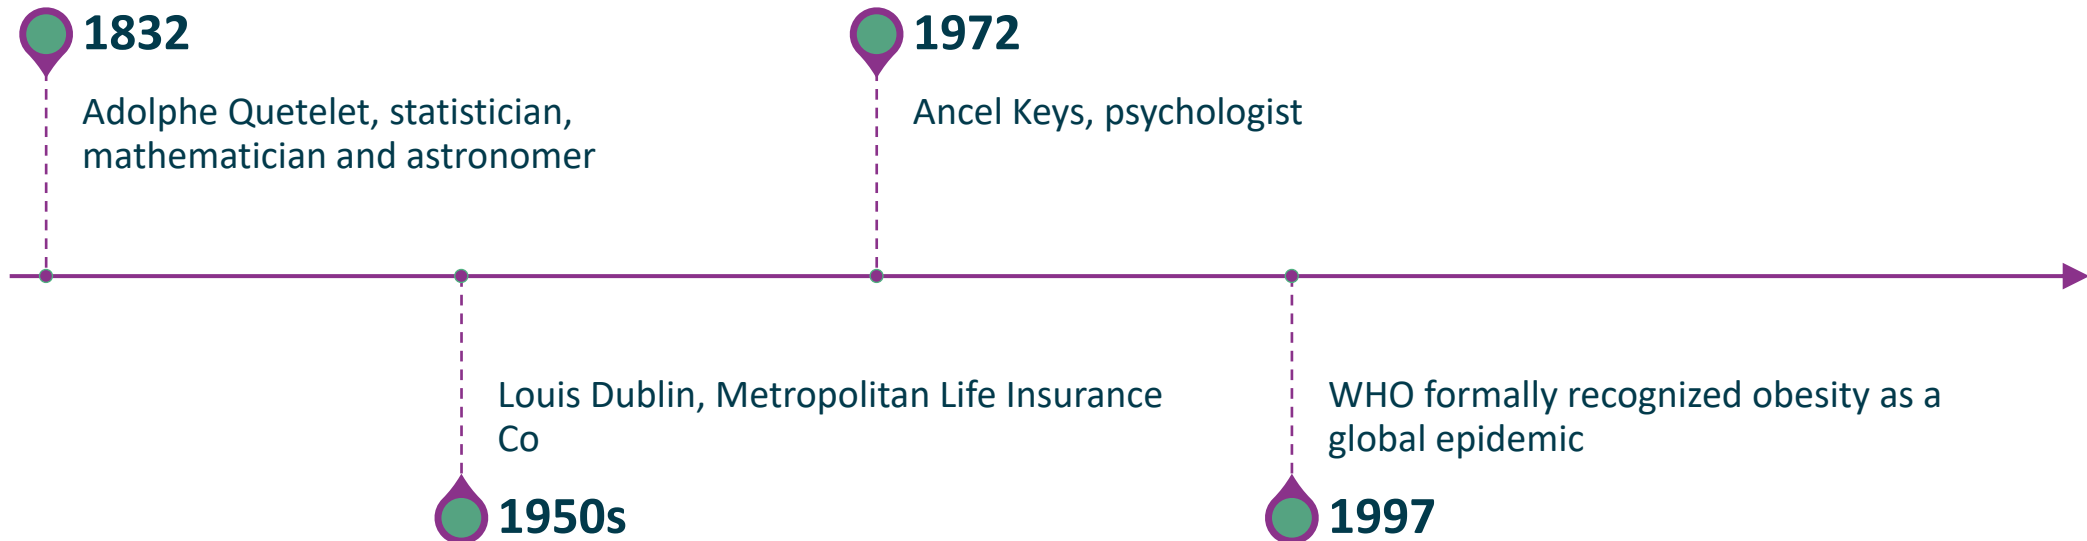 1832
Adolphe Quetelet, statistician,
mathematician and astronomer
1972
Ancel Keys, psychologist
Louis Dublin, Metropolitan Life Insurance
Co
1950s
WHO formally recognized obesity as a
global epidemic
1997